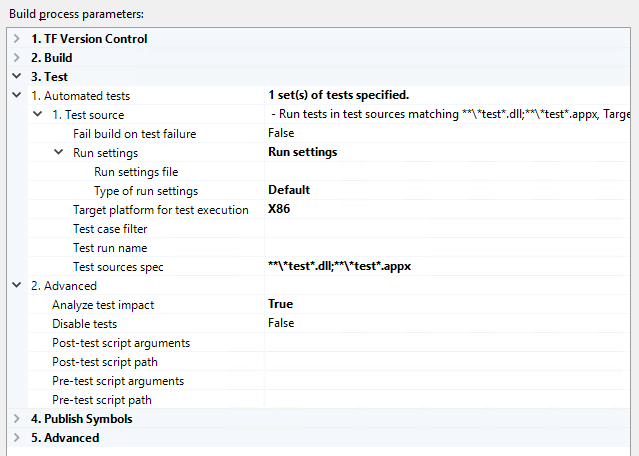 Build process parameters:
1. TF Version Control
2. Build
3. Test
1. Automated tests 1 set(s) of tests specified.
1. Test source - Run tests in test sources matching **\*test*.dll;**\*test*.appx, Targe
Fail build on test failure False
Run settings Run settings
Run settings file
Type of run settings Default
Target platform for test execution X86
Test case filter
Test run name
Test sources spec **\*test*.dll;**\*test*.appx
2. Advanced
Analyze test impact True
Disable tests False
Post-test script arguments
Post-test script path
Pre-test script arguments
Pre-test script path
4. Publish Symbols
5. Advanced